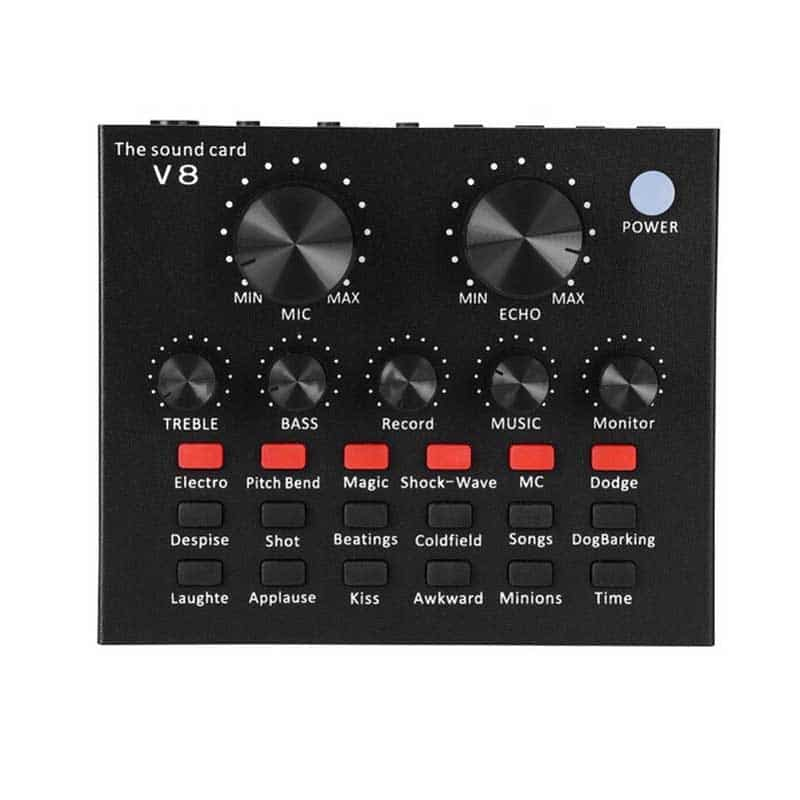 The sound card
V8
POWER
MIN MAX
MIC
MIN MAX
ECHO
TREBLE BASS Record MUSIC Monitor
Electro Pitch Bend Magic Shock-Wave MC Dodge
Despise Shot Beatings Coldfield Songs DogBarking
Laughte Applause Kiss Awkward Minions Time